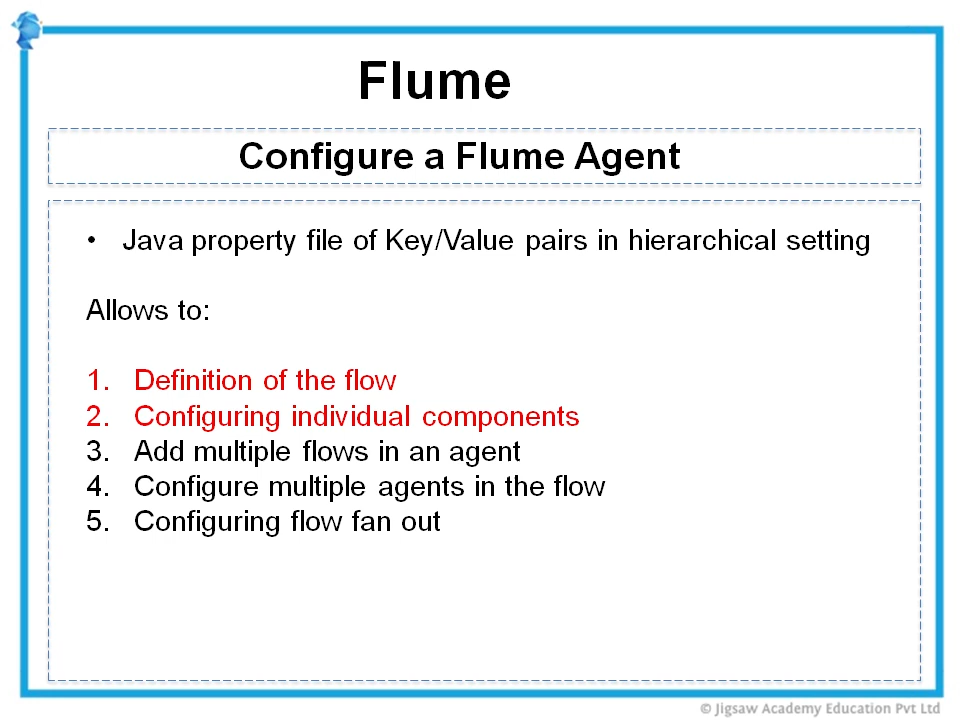 Flume
Configure a Flume Agent
• Java property file of Key/Value pairs in hierarchical setting
Allows to:
1. Definition of the flow
2. Configuring individual components
3. Add multiple flows in an agent
4. Configure multiple agents in the flow
5. Configuring flow fan out
© Jigsaw Academy Education Pvt Ltd